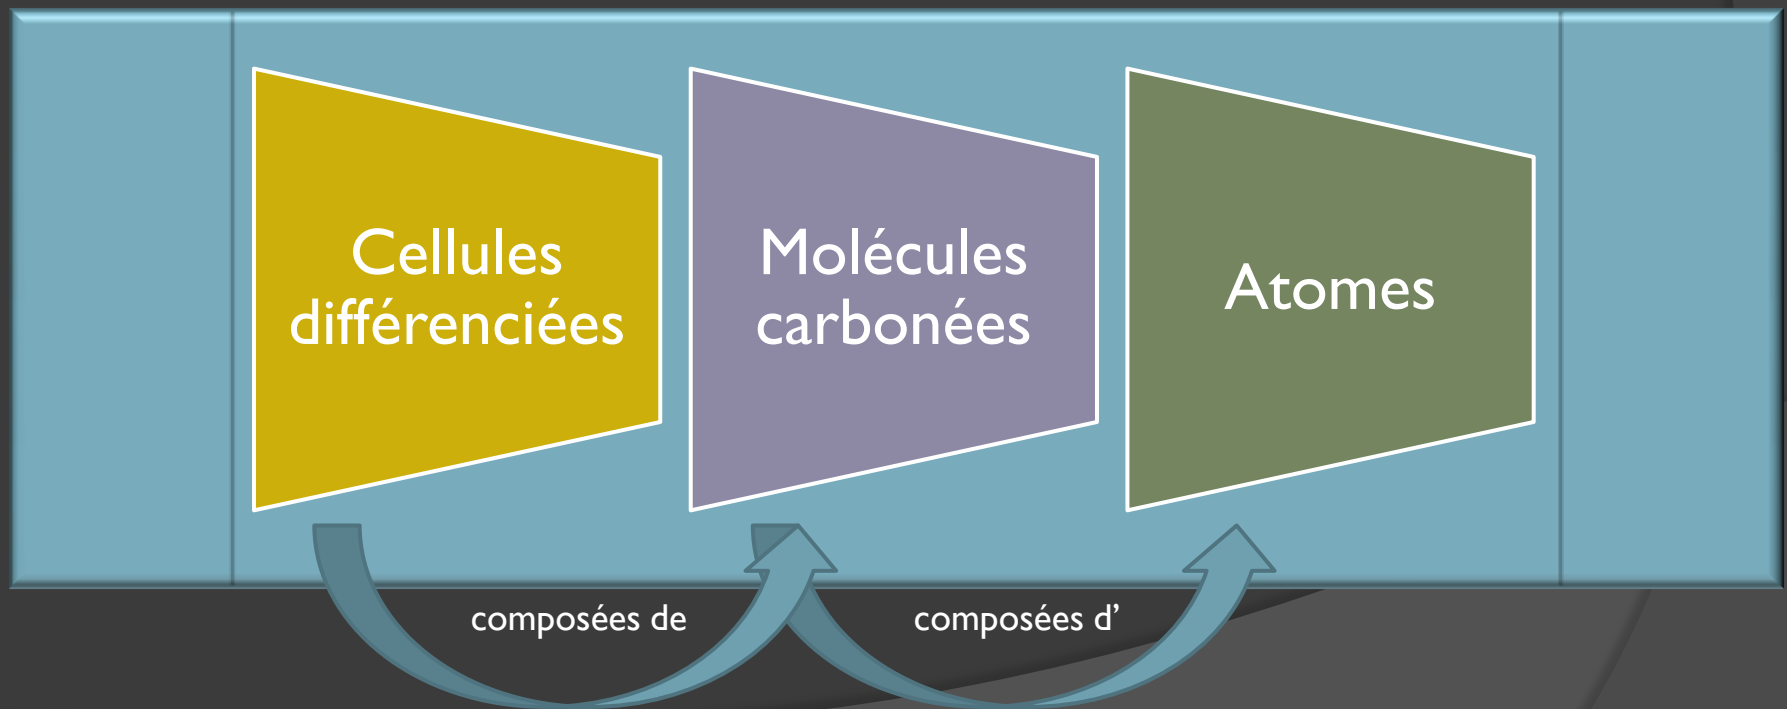 Cellules
différenciées
Molécules
carbonées
Atomes
composées de
composées d’